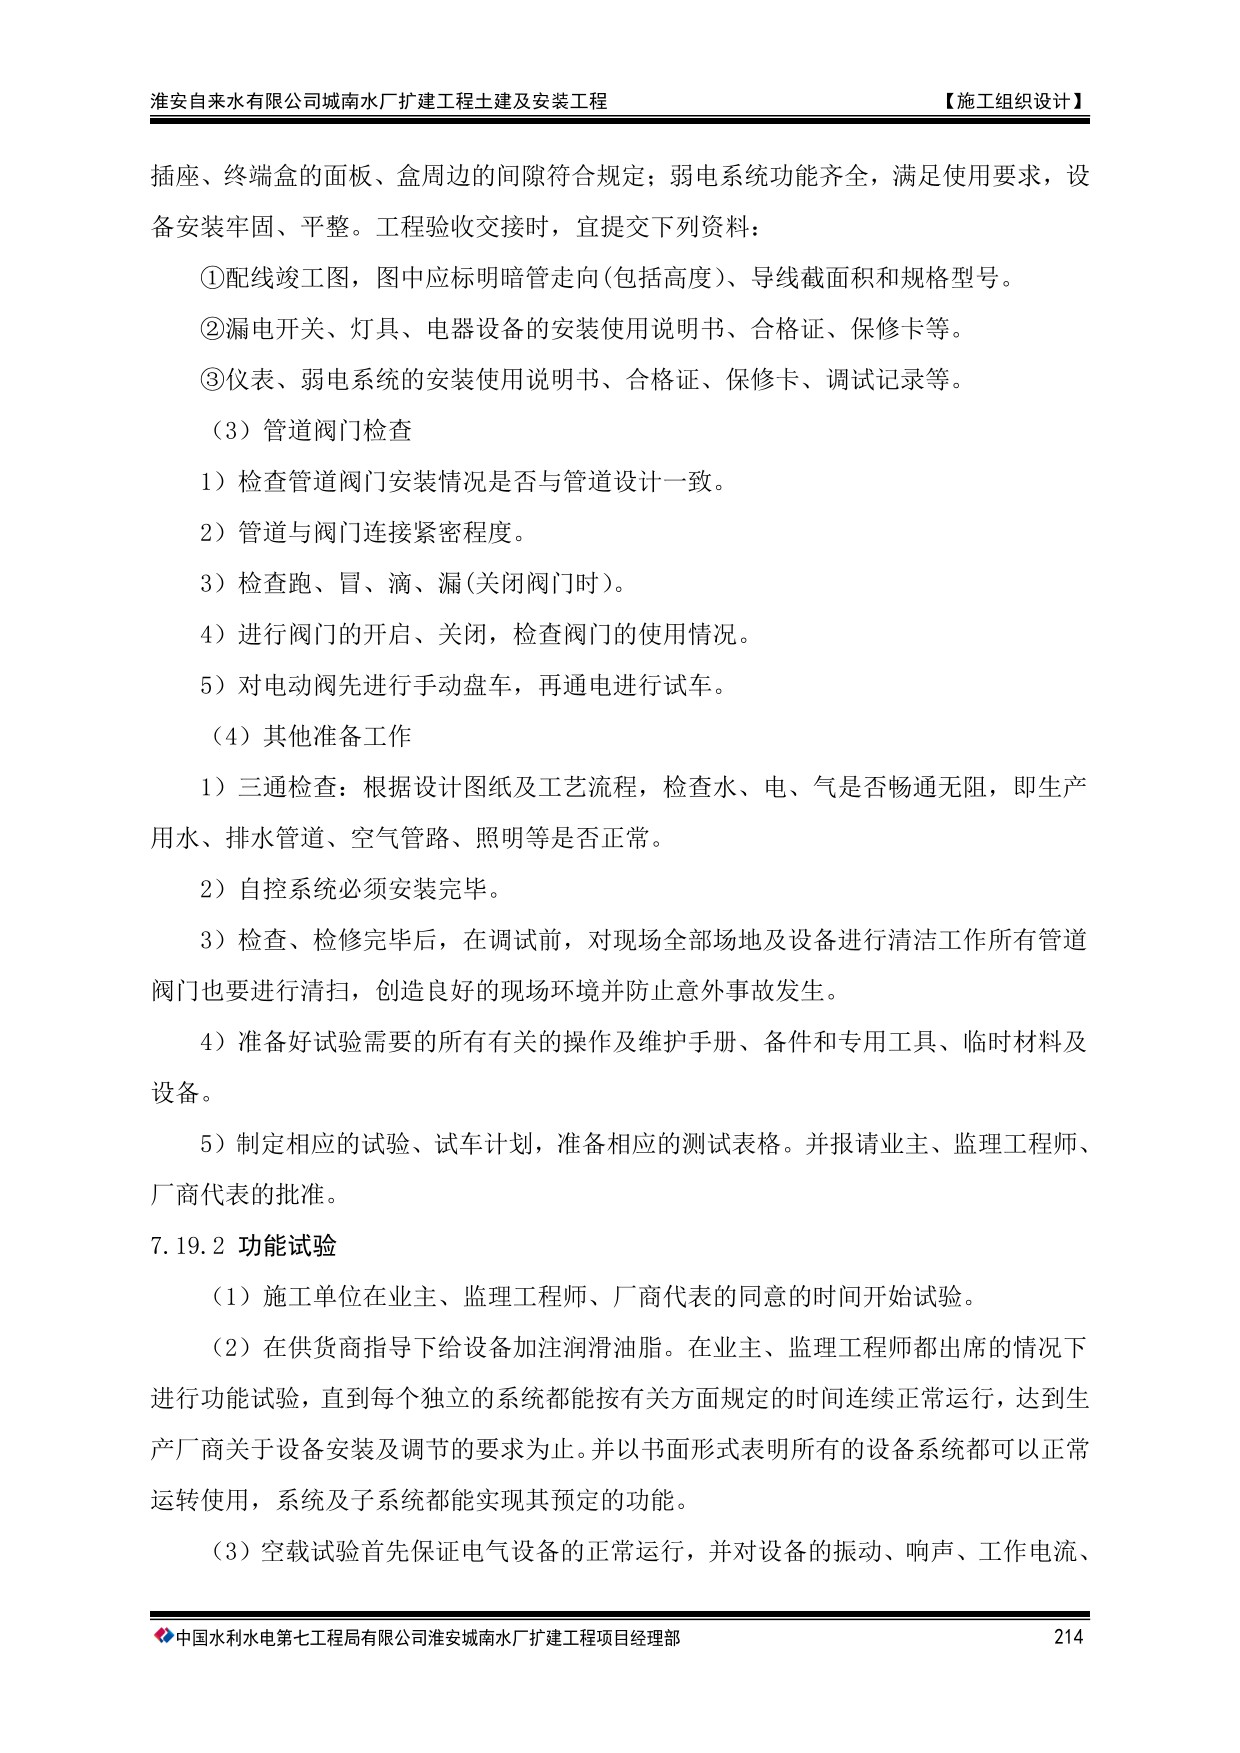 淮安自来水有限公司城南水厂扩建工程土建及安装工程 【施工组织设计】
插座、终端盒的面板、盒周边的间隙符合规定；弱电系统功能齐全，满足使用要求，设
备安装牢固、平整。工程验收交接时，宜提交下列资料：
①配线竣工图，图中应标明暗管走向(包括高度)、导线截面积和规格型号。
②漏电开关、灯具、电器设备的安装使用说明书、合格证、保修卡等。
③仪表、弱电系统的安装使用说明书、合格证、保修卡、调试记录等。
（3）管道阀门检查
1）检查管道阀门安装情况是否与管道设计一致。
2）管道与阀门连接紧密程度。
3）检查跑、冒、滴、漏(关闭阀门时)。
4）进行阀门的开启、关闭，检查阀门的使用情况。
5）对电动阀先进行手动盘车，再通电进行试车。
（4）其他准备工作
1）三通检查：根据设计图纸及工艺流程，检查水、电、气是否畅通无阻，即生产
用水、排水管道、空气管路、照明等是否正常。
2）自控系统必须安装完毕。
3）检查、检修完毕后，在调试前，对现场全部场地及设备进行清洁工作所有管道
阀门也要进行清扫，创造良好的现场环境并防止意外事故发生。
4）准备好试验需要的所有有关的操作及维护手册、备件和专用工具、临时材料及
设备。
5）制定相应的试验、试车计划，准备相应的测试表格。并报请业主、监理工程师、
厂商代表的批准。
7.19.2 功能试验
（1）施工单位在业主、监理工程师、厂商代表的同意的时间开始试验。
（2）在供货商指导下给设备加注润滑油脂。在业主、监理工程师都出席的情况下
进行功能试验，直到每个独立的系统都能按有关方面规定的时间连续正常运行，达到生
产厂商关于设备安装及调节的要求为止。并以书面形式表明所有的设备系统都可以正常
运转使用，系统及子系统都能实现其预定的功能。
（3）空载试验首先保证电气设备的正常运行，并对设备的振动、响声、工作电流、
中国水利水电第七工程局有限公司淮安城南水厂扩建工程项目经理部 214